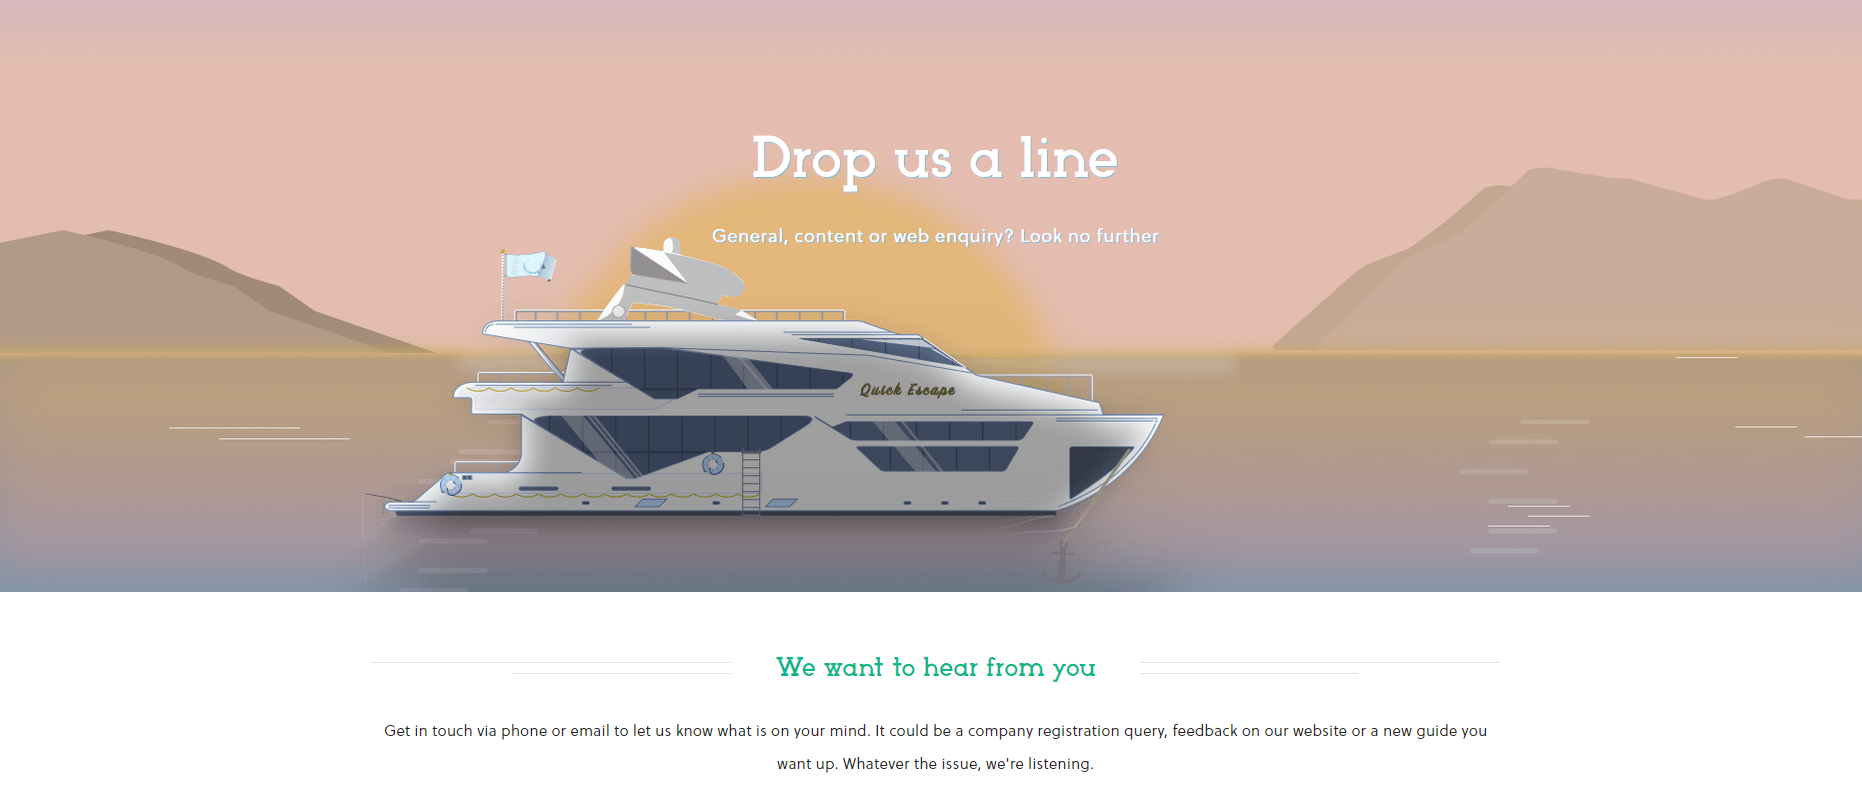 Drop us a line
General, content or web enquiry? Look no further
Quick Escape
We want to hear from you
Get in touch via phone or email to let us know what is on your mind. It could be a company registration query, feedback on our website or a new guide you
want up. Whatever the issue, we're listening.